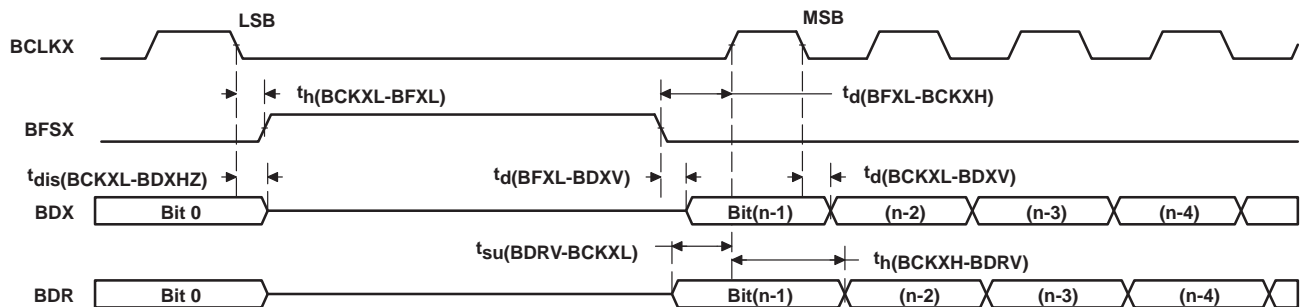 LSB
MSB
BCLKX
th(BCKXL-BFXL)
td(BFXL-BCKXH)
BFSX
tdis(BCKXL-BDXHZ)
td(BFXL-BDXV)
td(BCKXL-BDXV)
BDX
Bit 0
Bit(n-1)
(n-2)
(n-3)
(n-4)
tsu(BDRV-BCKXL)
th(BCKXH-BDRV)
BDR
Bit 0
Bit(n-1)
(n-2)
(n-3)
(n-4)